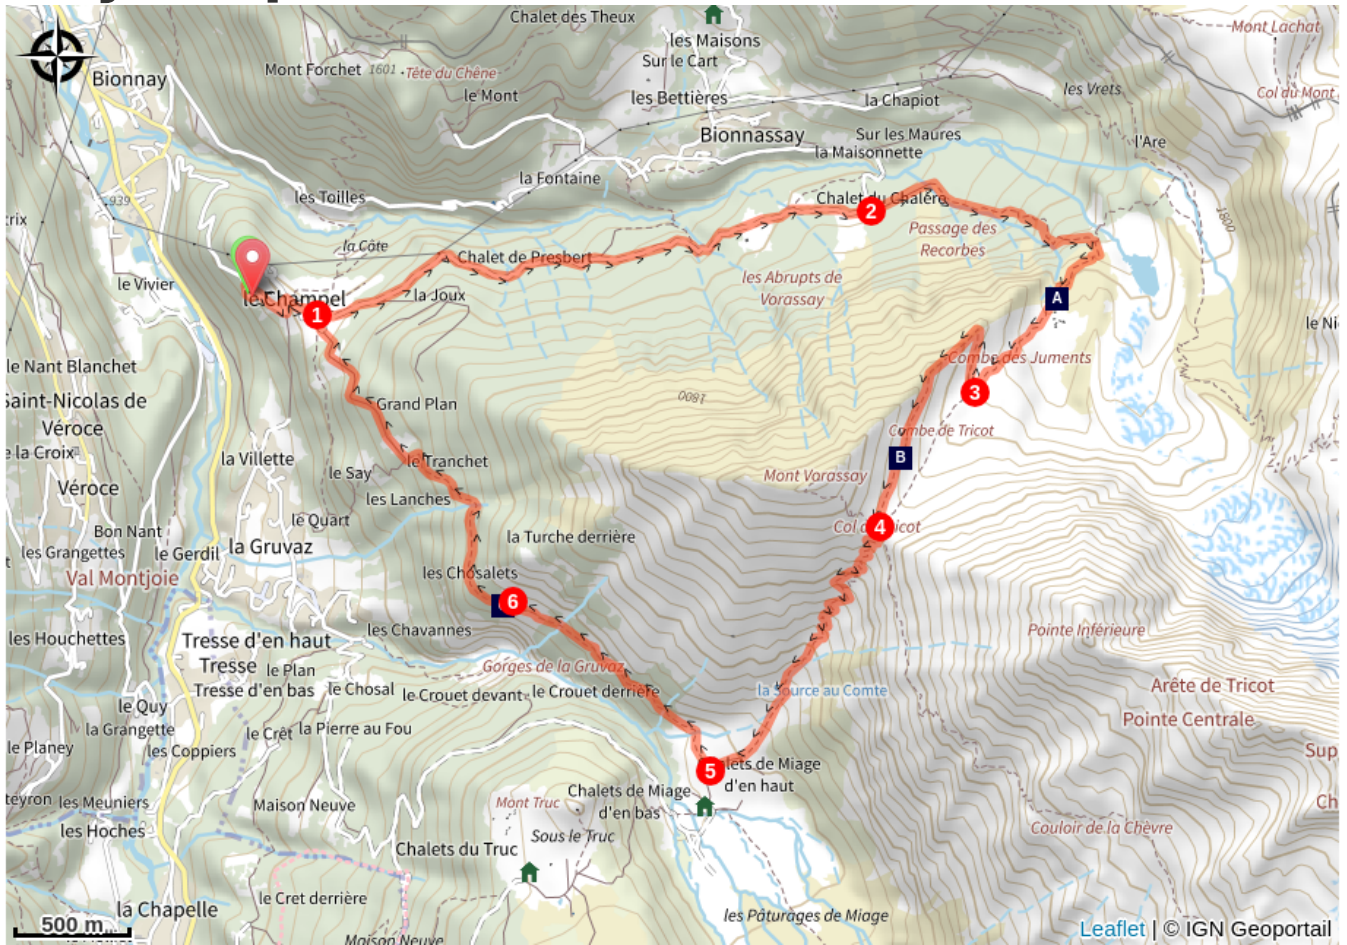 Chalet des Theux
les Maisons
Mont Lachat
Sur le Cart
Bionnay
Mont Forchet 1601
Tête du Chêne
les Bettières
la Chapiot
les Vrets
Col du Mont
le Mont
Bionnassay
Sur les Maures
la Maisonnette
l'Are
la Fontaine
939
les Toilles
Chalet du Chalère
2
1800
Passage des
Recorbes
la Côte
Chalet de Presbert
le Vivier
les Abrupts de
Vorassay
le Champel
la Joux
A
1
le Nant Blanchet
Combe des Juments
3
Saint-Nicolas de
Véroce
Grand Plan
1800
Combe de Tricot
la Croix
la Villette
le Tranchet
B
le Say
Mont Vorassay
Véroce
les Lanches
Bon Nant
le Quart
4
la Turche derrière
les Grangettes
le Gerdil
la Gruvaz
Val Montjoie
les Chosalets
6
les Chavannes
Pointe Inférieure
les Houchettes
Tresse d'en haut
Tresse
le Plan
Gorges de la Gruvaz
Tresse d'en bas
le Chosal
le Crouet devant
le Crouet derrière
la Source au Comte
Arête de Tricot
le Quy
Pointe Centrale
la Grangette
le Crêt
la Pierre au Fou
le Planey
les Coppiers
5
d'en haut
les Meuniers
Maison Neuve
Mont Truc
Chalets de Miage
d'en bas
les Hoches
Sous le Truc
Couloir de la Chèvre
Chalets du Truc
le Cret derrière
la Chapelle
les Pâturages de Miage
500 m
Maison Neuve
Leaflet | © IGN Geoportail